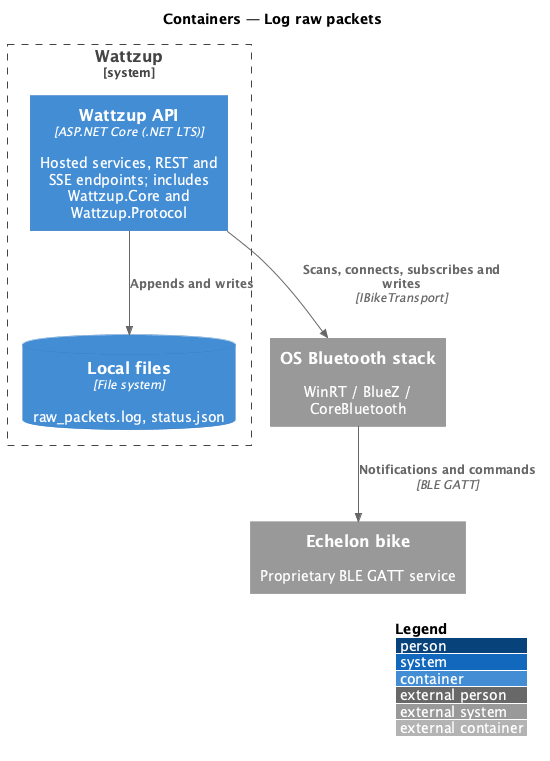 Containers — Log raw packets
Wattzup
[system]
Wattzup API
[ASP.NET Core (.NET LTS)]
Hosted services, REST and
SSE endpoints; includes
Wattzup.Core and
Wattzup.Protocol
Appends and writes
Scans, connects, subscribes and
writes
[IBikeTransport]
Local files
[File system]
raw_packets.log, status.json
OS Bluetooth stack
WinRT / BlueZ /
CoreBluetooth
Notifications and commands
[BLE GATT]
Echelon bike
Proprietary BLE GATT service
Legend
person
system
container
external person
external system
external container